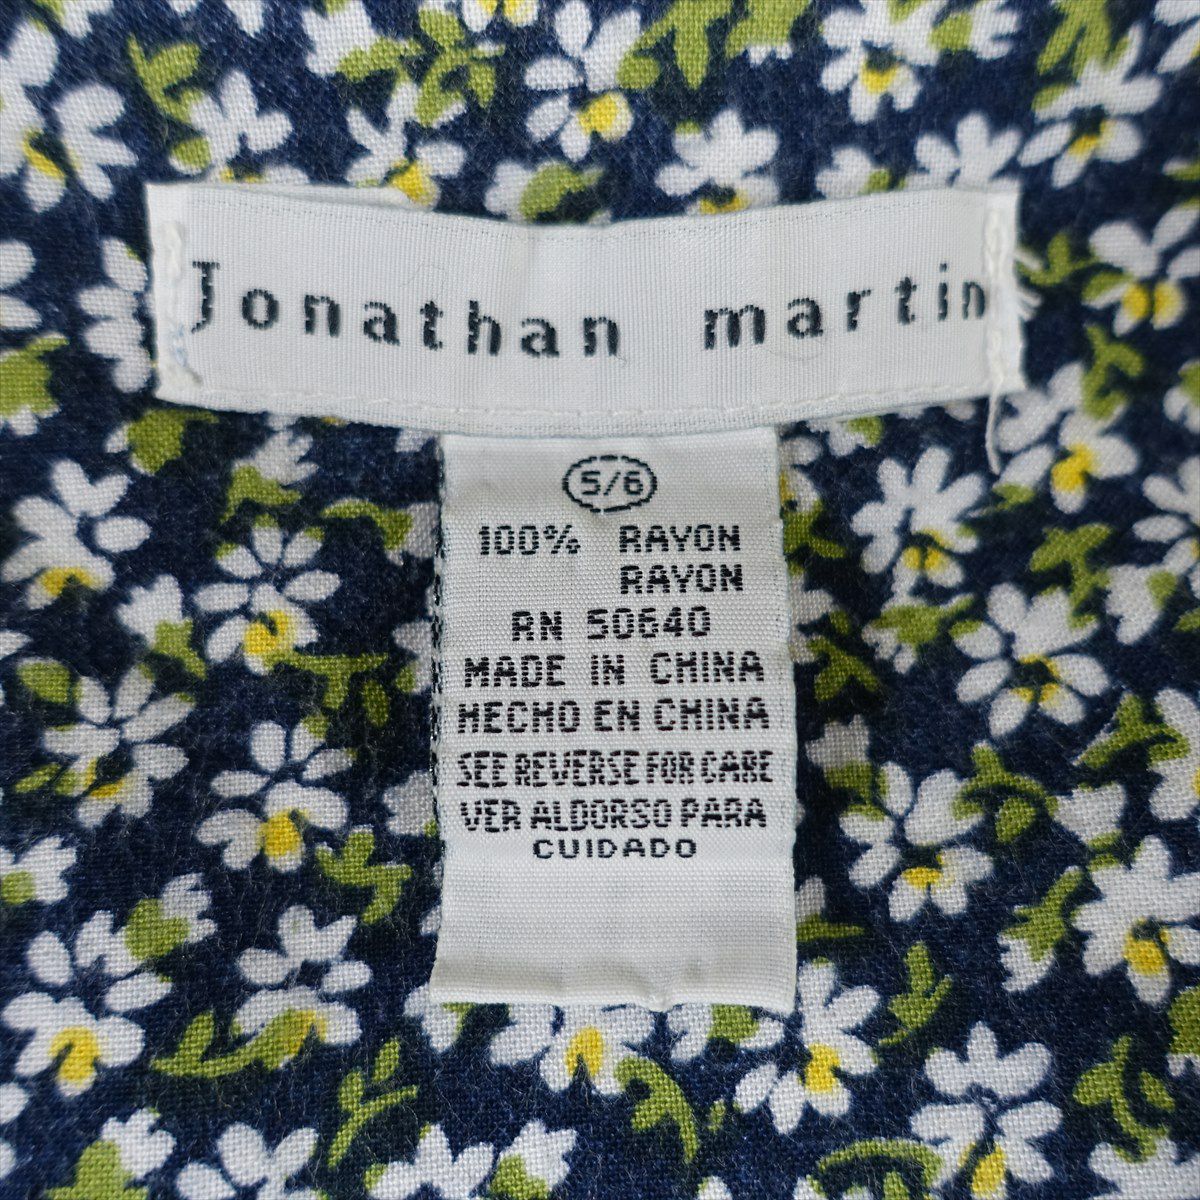 Jonathan martin
5/6
100% RAYON
RAYON
RN 50640
MADE IN CHINA
HECHO EN CHINA
SEE REVERSE FOR CARE
VER ALDORSO PARA
CUIDADO